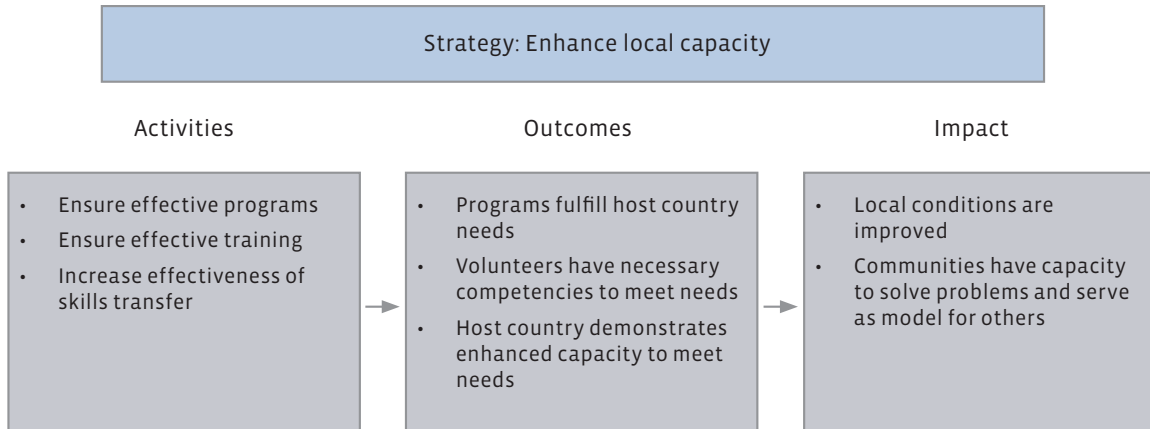 Strategy: Enhance local capacity
Activities
Outcomes
Impact
• Ensure effective programs
• Ensure effective training
• Increase effectiveness of
skills transfer
• Programs fulfill host country
needs
• Volunteers have necessary
competencies to meet needs
• Host country demonstrates
enhanced capacity to meet
needs
• Local conditions are
improved
• Communities have capacity
to solve problems and serve
as model for others